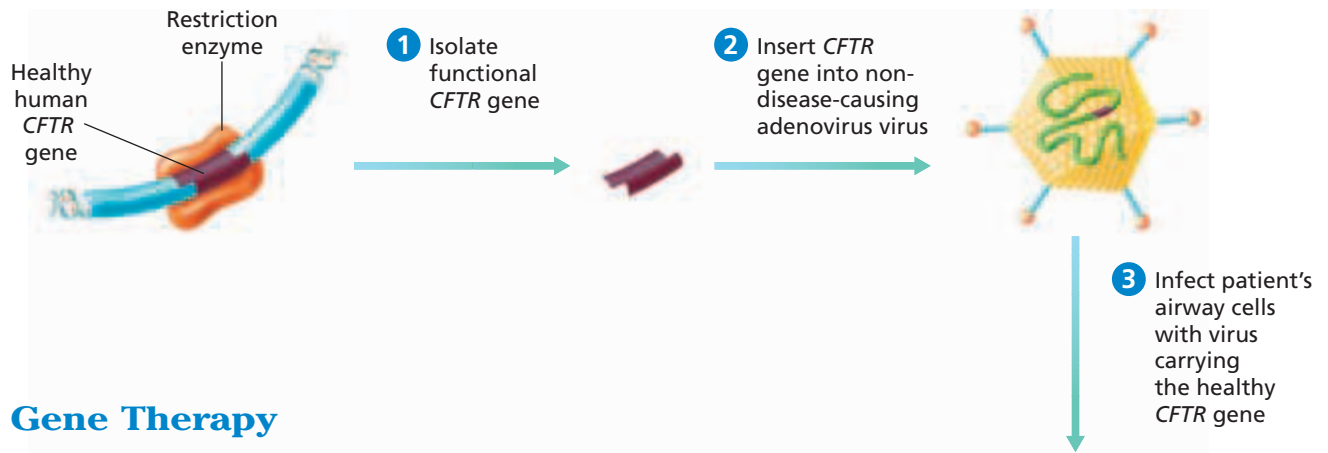 Restriction
enzyme
Healthy
human
CFTR
gene
1 Isolate
functional
CFTR gene
2 Insert CFTR
gene into non-
disease-causing
adenovirus virus
3 Infect patient's
airway cells
with virus
carrying
the healthy
CFTR gene
Gene Therapy